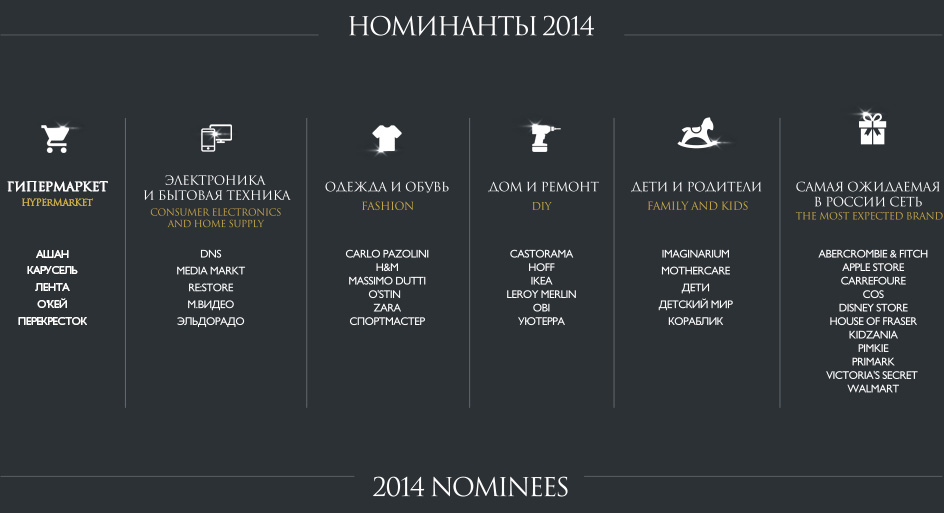 НОМИНАНТЫ 2014
ГИПЕРМАРКЕТ
HYPERMARKET
АШАН
КАРУСЕЛЬ
ЛЕНТА
О'КЕЙ
ПЕРЕКРЕСТОК
ЭЛЕКТРОНИКА
И БЫТОВАЯ ТЕХНИКА
CONSUMER ELECTRONICS
AND HOME SUPPLY
DNS
MEDIA MARKT
RE:STORE
М.ВИДЕО
ЭЛЬДОРАДО
ОДЕЖДА И ОБУВЬ
FASHION
CARLO PAZOLINI
H&M
MASSIMO DUTTI
O'STIN
ZARA
СПОРТМАСТЕР
ДОМ И РЕМОНТ
DIY
CASTORAMA
HOFF
IKEA
LEROY MERLIN
OBI
УЮТЕРРА
ДЕТИ И РОДИТЕЛИ
FAMILY AND KIDS
IMAGINARIUM
MOTHERCARE
ДЕТИ
ДЕТСКИЙ МИР
КОРАБЛИК
САМАЯ ОЖИДАЕМАЯ
В РОССИИ СЕТЬ
THE MOST EXPECTED BRAND
ABERCROMBIE & FITCH
APPLE STORE
CARREFOURE
COS
DISNEY STORE
HOUSE OF FRASER
KIDZANIA
PIMKIE
PRIMARK
VICTORIA'S SECRET
WALMART
2014 NOMINEES